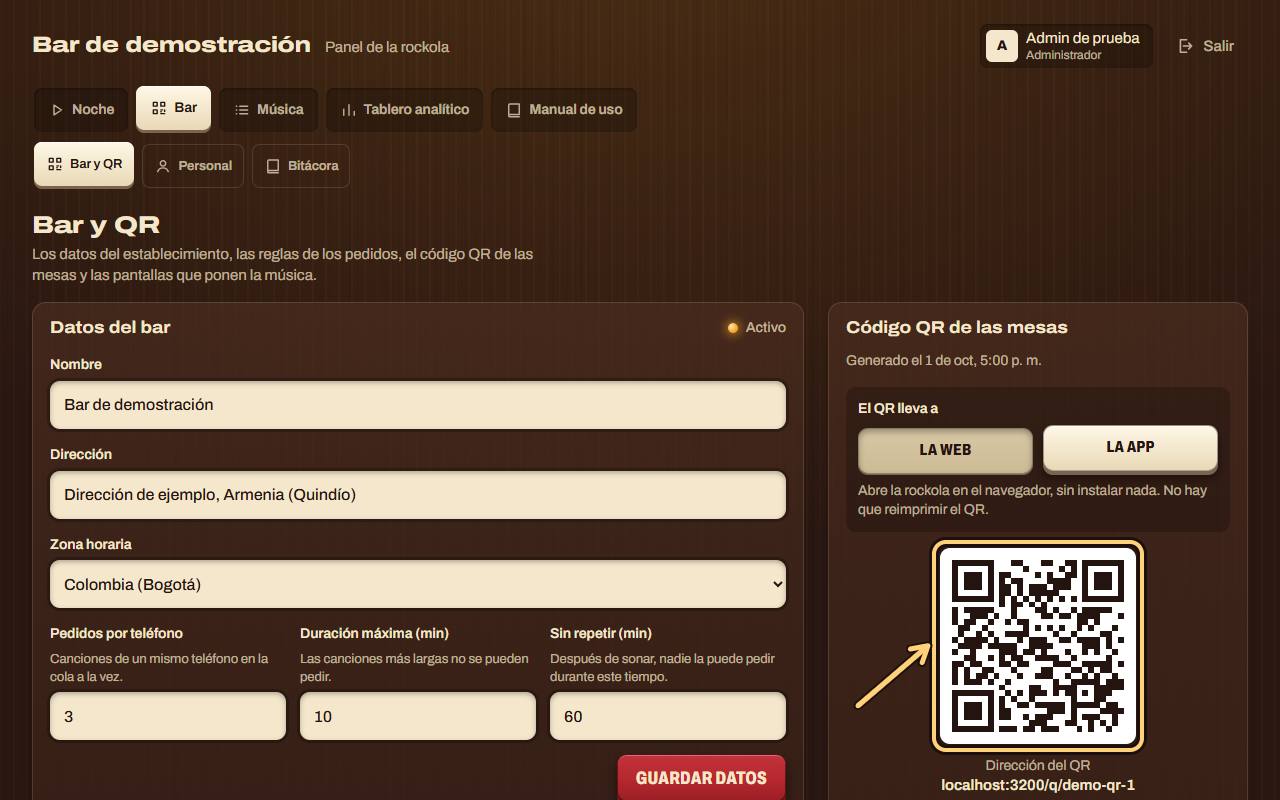 Bar de demostración
Panel de la rockola
A
Admin de prueba
Administrador
Salir
Noche
Bar
Música
Tablero analítico
Manual de uso
Bar y QR
Personal
Bitácora
Bar y QR
Los datos del establecimiento, las reglas de los pedidos, el código QR de las
mesas y las pantallas que ponen la música.
Datos del bar
Activo
Nombre
Bar de demostración
Dirección
Dirección de ejemplo, Armenia (Quindío)
Zona horaria
Colombia (Bogotá)
Pedidos por teléfono
Canciones de un mismo teléfono en la
cola a la vez.
3
Duración máxima (min)
Las canciones más largas no se pueden
pedir.
10
Sin repetir (min)
Después de sonar, nadie la puede pedir
durante este tiempo.
60
GUARDAR DATOS
Código QR de las mesas
Generado el 1 de oct, 5:00 p. m.
El QR lleva a
LA WEB
LA APP
Abre la rockola en el navegador, sin instalar nada. No hay
que reimprimir el QR.
Dirección del QR
localhost:3200/q/demo-qr-1